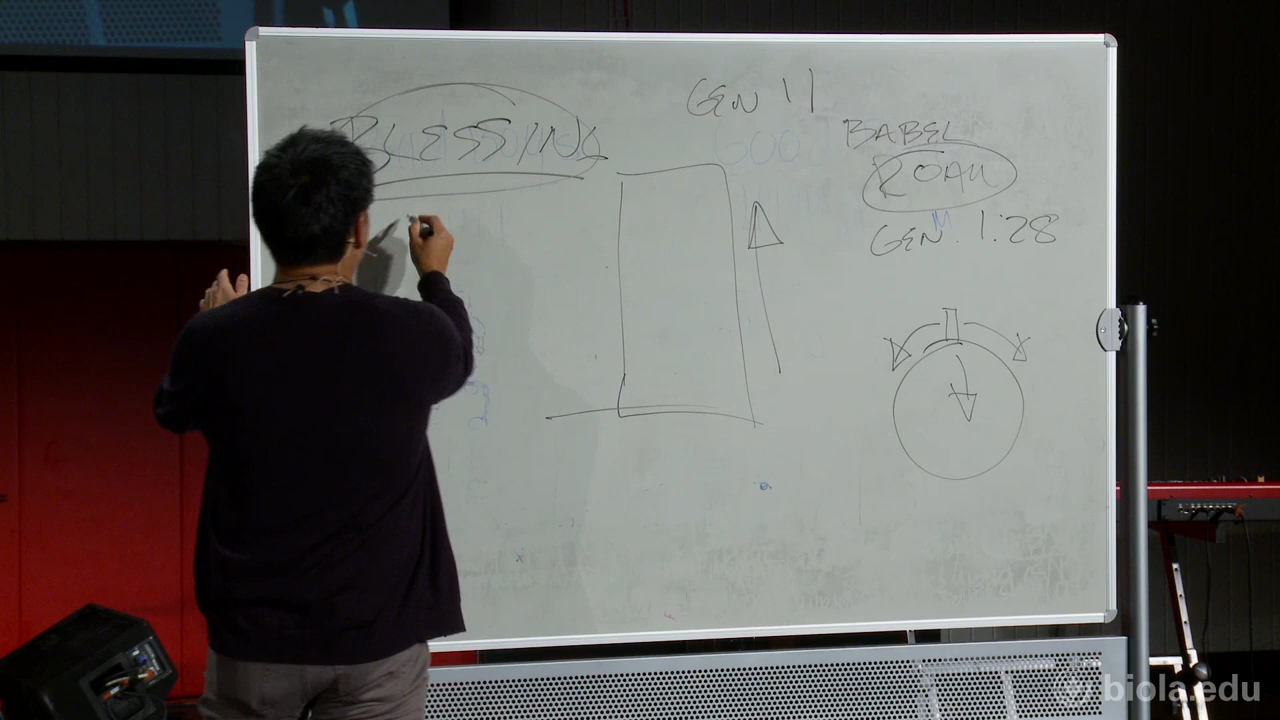 BLESSING
GEN 11
BABEL
ROAM
GEN. 1:28
biola.edu